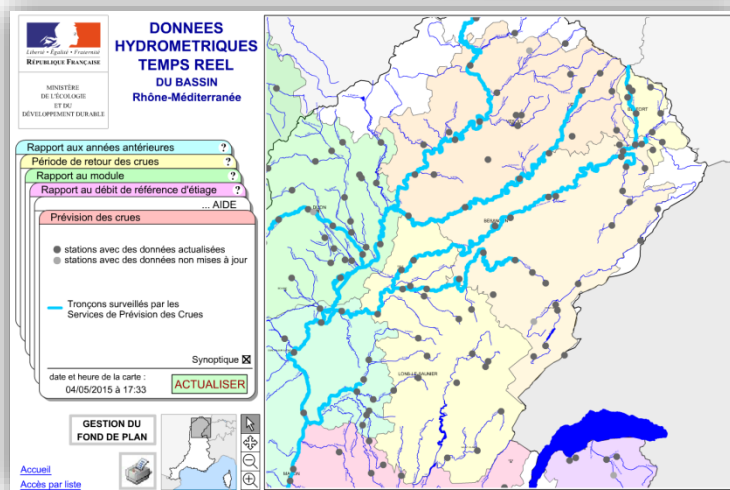 Liberté • Égalité • Fraternité
RÉPUBLIQUE FRANÇAISE
MINISTÈRE
DE L'ÉCOLOGIE
ET DU
DÉVELOPPEMENT DURABLE
DONNEES
HYDROMETRIQUES
TEMPS REEL
DU BASSIN
Rhône-Méditerranée
Rapport aux années antérieures ?
Période de retour des crues ?
Rapport au module ?
Rapport au débit de référence d'étiage ?
... AIDE
Prévision des crues
stations avec des données actualisées
stations avec des données non mises à jour
Tronçons surveillés par les
Services de Prévision des Crues
Synoptique
date et heure de la carte :
04/05/2015 à 17:33
ACTUALISER
GESTION DU
FOND DE PLAN
Accueil
Accès par liste
DIJON
LONS-LE-SAUNIER